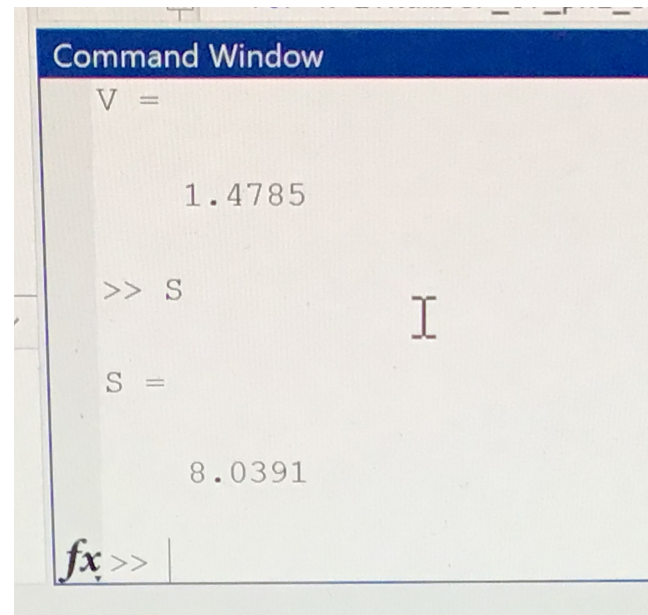 Command Window
V =
1.4785
>> S
S =
8.0391
fx >>